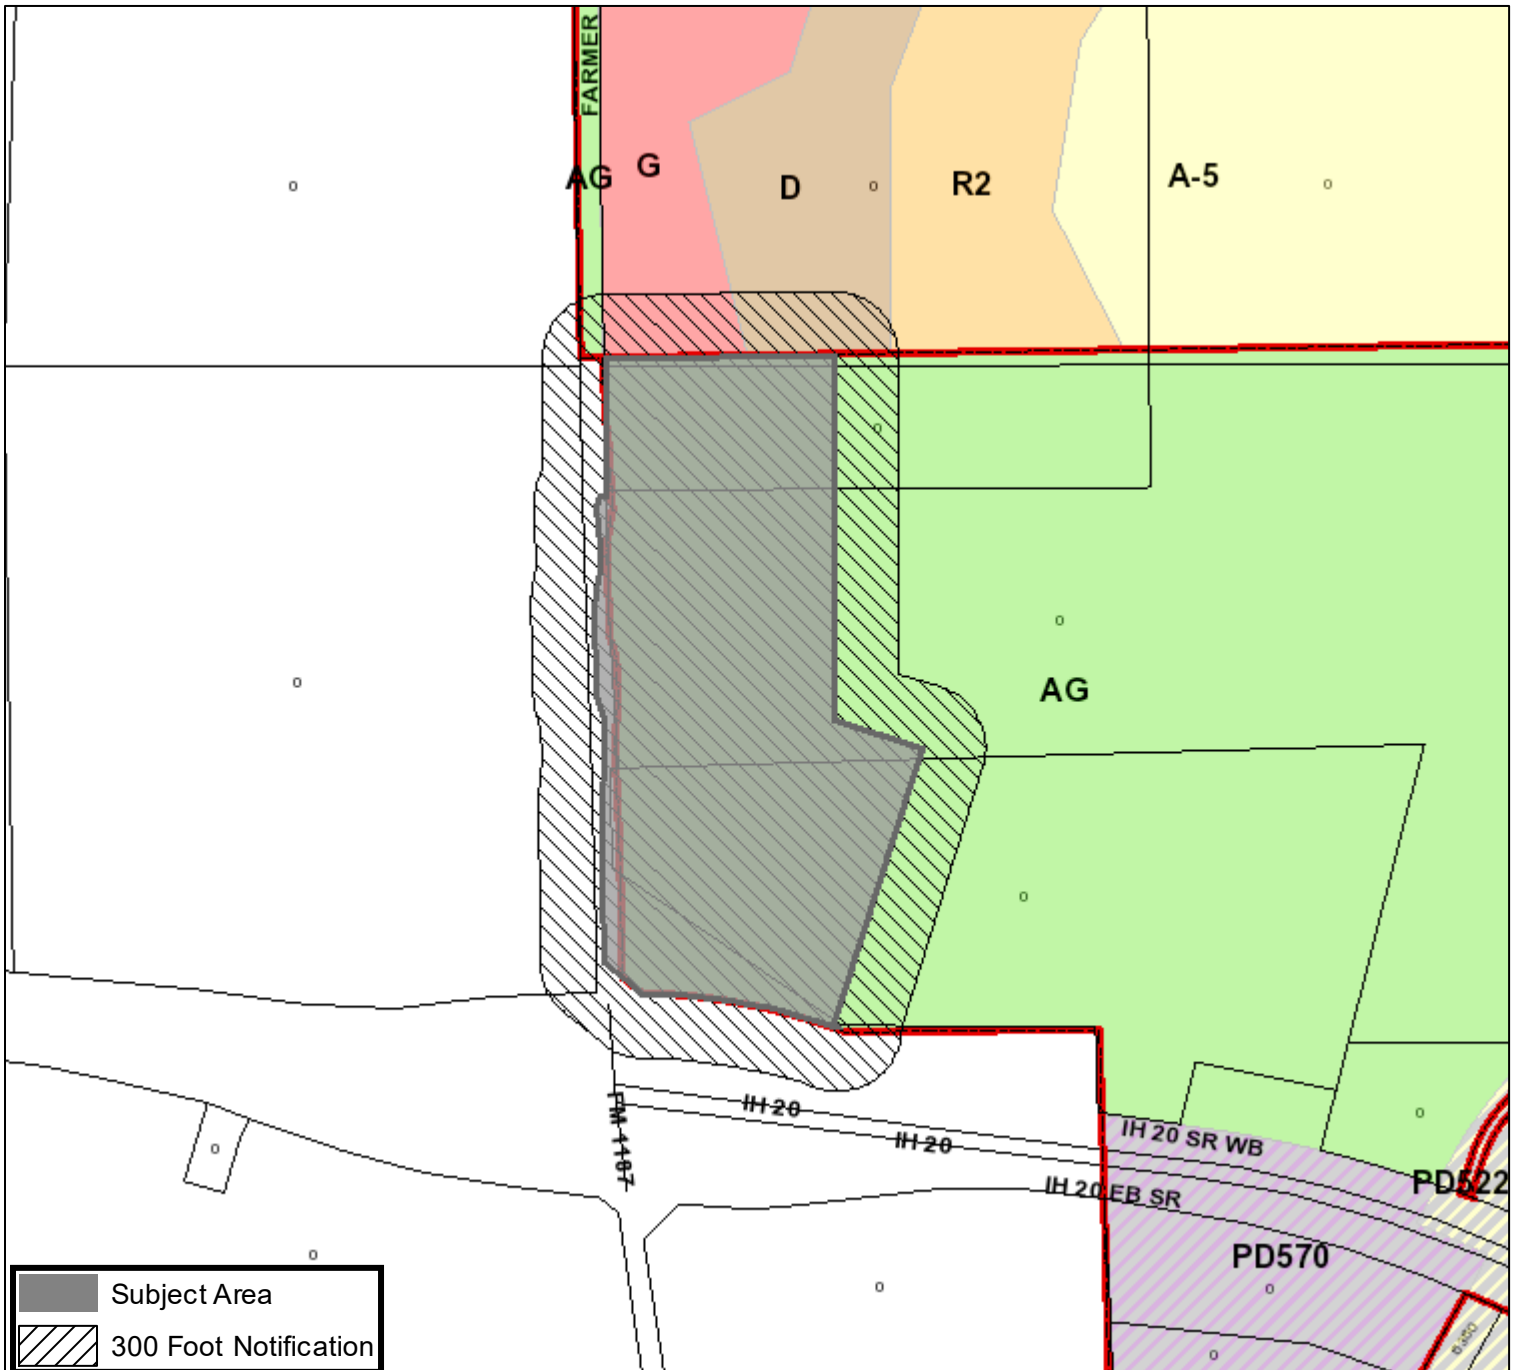 FARMER
AG
G
D
R2
A-5
AG
IH 20
IH 20
IH 20 SR WB
FM 1187
IH 20 EB SR
PD522
PD570
6350
Subject Area
300 Foot Notification